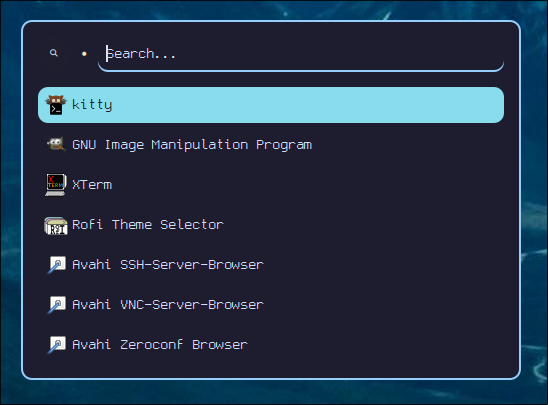 Search...
kitty
GNU Image Manipulation Program
XTerm
Rofi Theme Selector
Avahi SSH-Server-Browser
Avahi VNC-Server-Browser
Avahi Zeroconf Browser